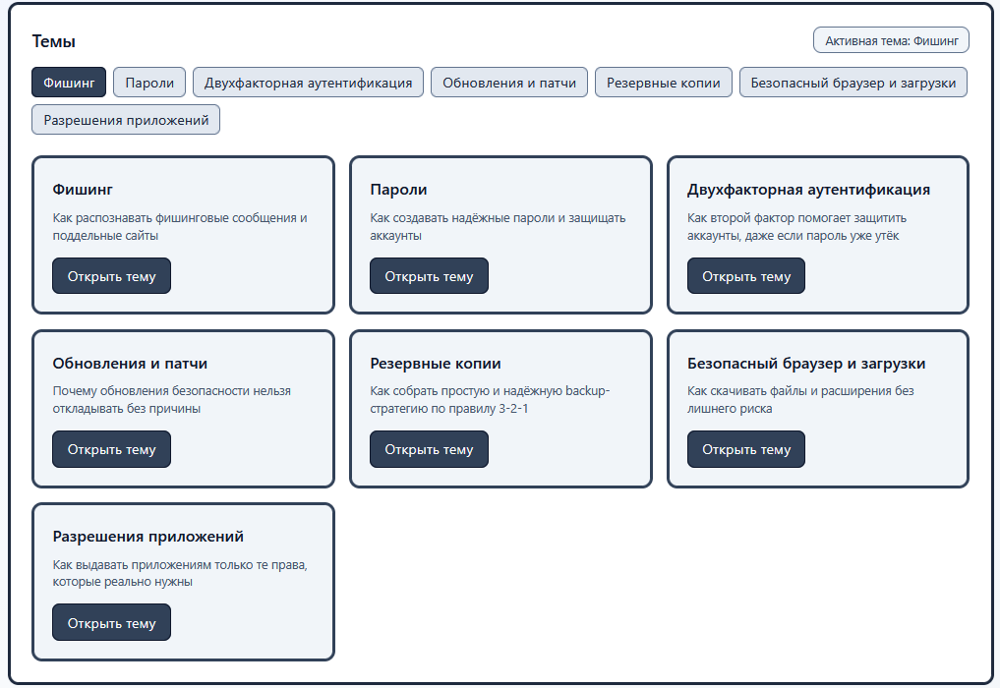 Темы
Активная тема: Фишинг
Фишинг
Пароли
Двухфакторная аутентификация
Обновления и патчи
Резервные копии
Безопасный браузер и загрузки
Разрешения приложений
Фишинг
Как распознавать фишинговые сообщения и
поддельные сайты
Открыть тему
Пароли
Как создавать надёжные пароли и защищать
аккаунты
Открыть тему
Двухфакторная аутентификация
Как второй фактор помогает защитить
аккаунты, даже если пароль уже утёк
Открыть тему
Обновления и патчи
Почему обновления безопасности нельзя
откладывать без причины
Открыть тему
Резервные копии
Как собрать простую и надёжную backup-
стратегию по правилу 3-2-1
Открыть тему
Безопасный браузер и загрузки
Как скачивать файлы и расширения без
лишнего риска
Открыть тему
Разрешения приложений
Как выдавать приложениям только те права,
которые реально нужны
Открыть тему